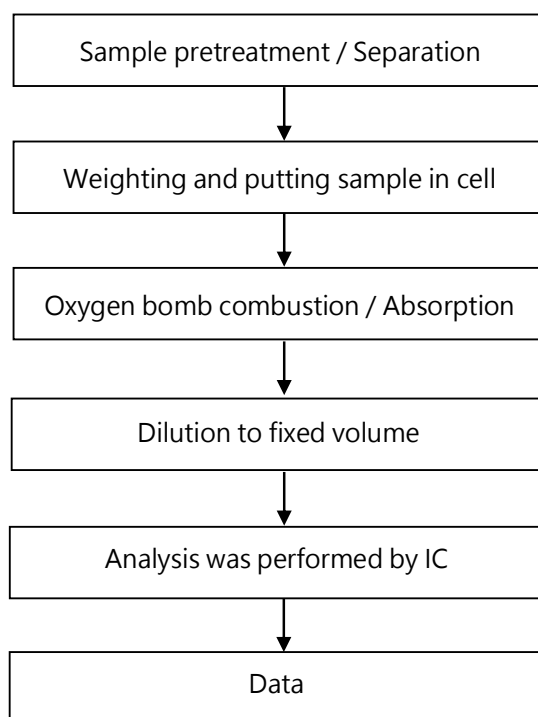 Sample pretreatment / Separation
Weighting and putting sample in cell
Oxygen bomb combustion / Absorption
Dilution to fixed volume
Analysis was performed by IC
Data